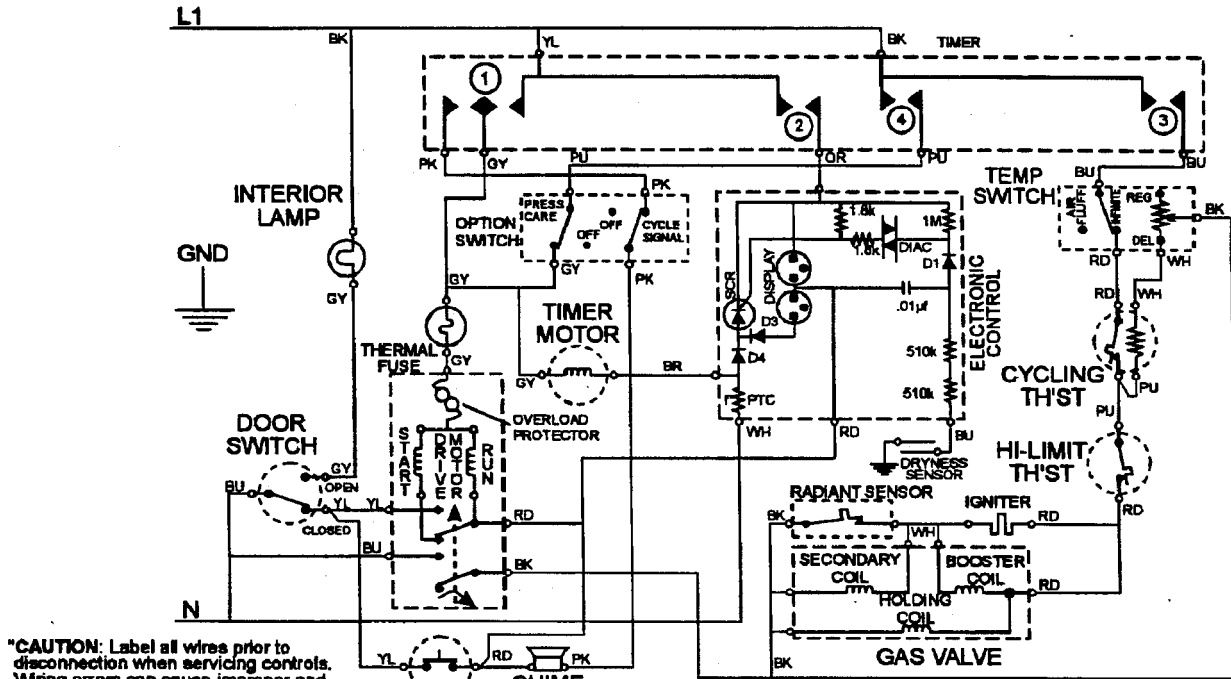 L1
BK
YL
BK
TIMER
1
2
4
3
PK
GY
PU
OR
PU
BU
PK
BU
TEMP
SWITCH
INTERIOR
LAMP
OPTION
SWITCH
PRESS
CARE
OFF
OFF
CYCLE
SIGNAL
1.8k
1M
1.8k
DIAC
D1
AIR
FLUFF
REG
DEL
BK
GND
GY
PK
RD
WH
GY
GY
SCR
DISPLAY
D3
D4
.01µf
ELECTRONIC
CONTROL
RD
WH
TIMER
MOTOR
THERMAL
FUSE
GY
GY
BR
510k
510k
PTC
CYCLING
TH'ST
PU
PU
OVERLOAD
PROTECTOR
WH
RD
BU
DOOR
SWITCH
START
DRIVE
MOTOR
RUN
DRYNESS
SENSOR
HI-LIMIT
TH'ST
GY
OPEN
BU
YL
YL
CLOSED
RD
RADIANT SENSOR
IGNITER
RD
BK
WH
RD
BU
BK
SECONDARY
COIL
BOOSTER
COIL
RD
HOLDING
COIL
N
GAS VALVE
BK
"CAUTION: Label all wires prior to
disconnection when servicing controls.
YL
RD
PK